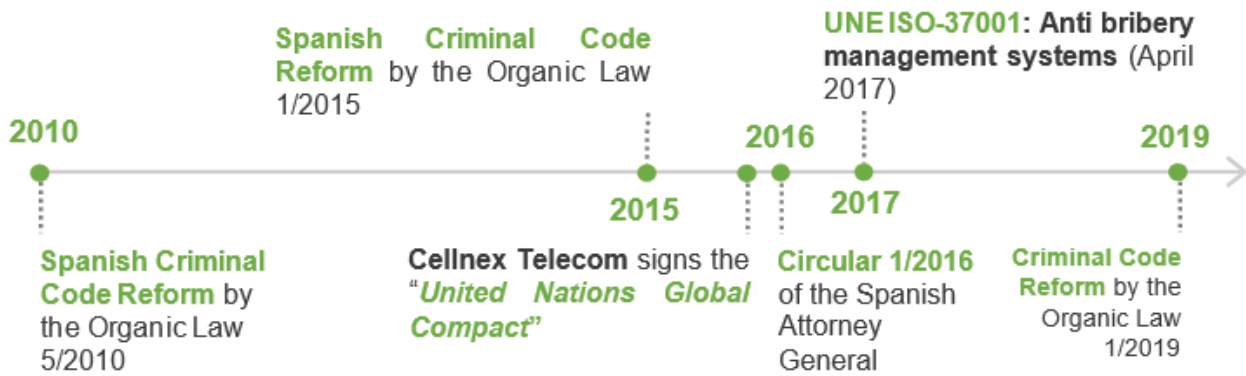 2010
Spanish Criminal
Code Reform by
the Organic Law
5/2010
Spanish Criminal Code
Reform by the Organic Law
1/2015
2015
Cellnex Telecom signs the
“United Nations Global
Compact”
2016
Circular 1/2016
of the Spanish
Attorney
General
UNE ISO-37001: Anti bribery
management systems (April
2017)
2017
2019
Criminal Code
Reform by the
Organic Law
1/2019